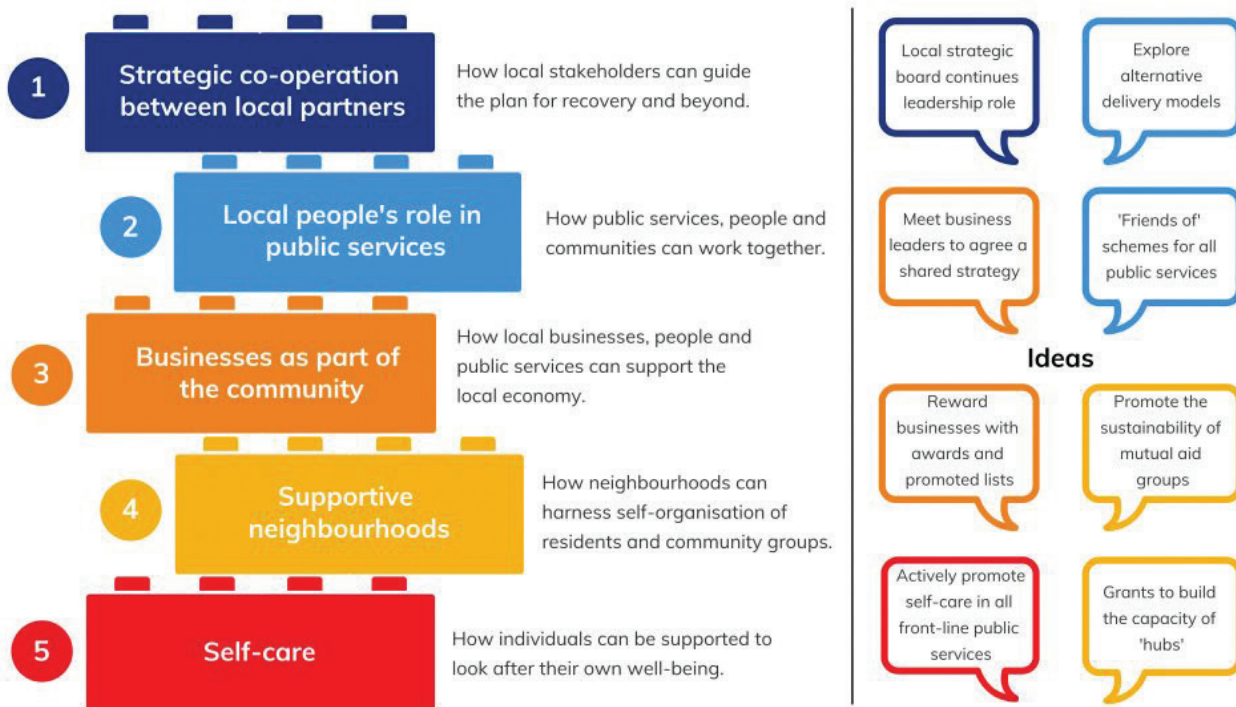 1
Strategic co-operation
between local partners
How local stakeholders can guide
the plan for recovery and beyond.
2
Local people's role in
public services
How public services, people and
communities can work together.
3
Businesses as part of
the community
How local businesses, people and
public services can support the
local economy.
4
Supportive
neighbourhoods
How neighbourhoods can
harness self-organisation of
residents and community groups.
5
Self-care
How individuals can be supported to
look after their own well-being.
Local strategic
board continues
leadership role
Explore
alternative
delivery models
Meet business
leaders to agree a
shared strategy
'Friends of'
schemes for all
public services
Ideas
Reward
businesses with
awards and
promoted lists
Promote the
sustainability of
mutual aid
groups
Actively promote
self-care in all
front-line public
services
Grants to build
the capacity of
'hubs'